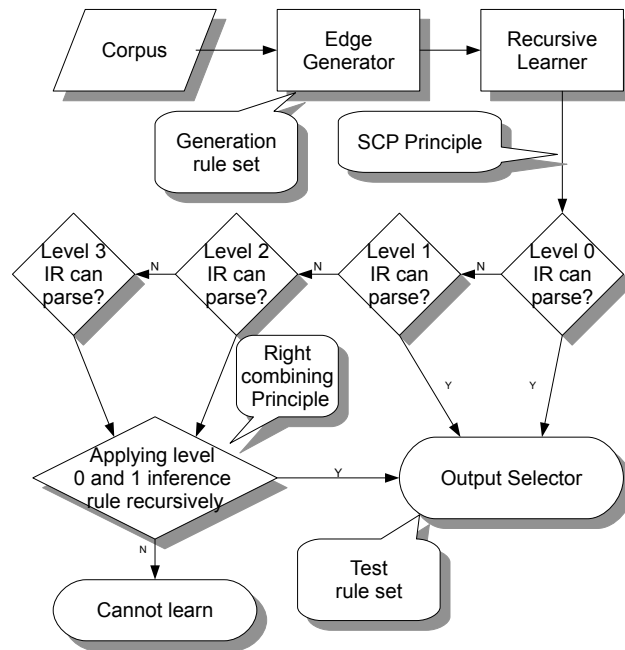 Corpus
Edge
Generator
Recursive
Learner
Generation
rule set
SCP Principle
Level 3
IR can
parse?
N
Level 2
IR can
parse?
N
Level 1
IR can
parse?
N
Level 0
IR can
parse?
Right
combining
Principle
Y
Y
Applying level
0 and 1 inference
rule recursively
Y
Output Selector
N
Test
rule set
Cannot learn